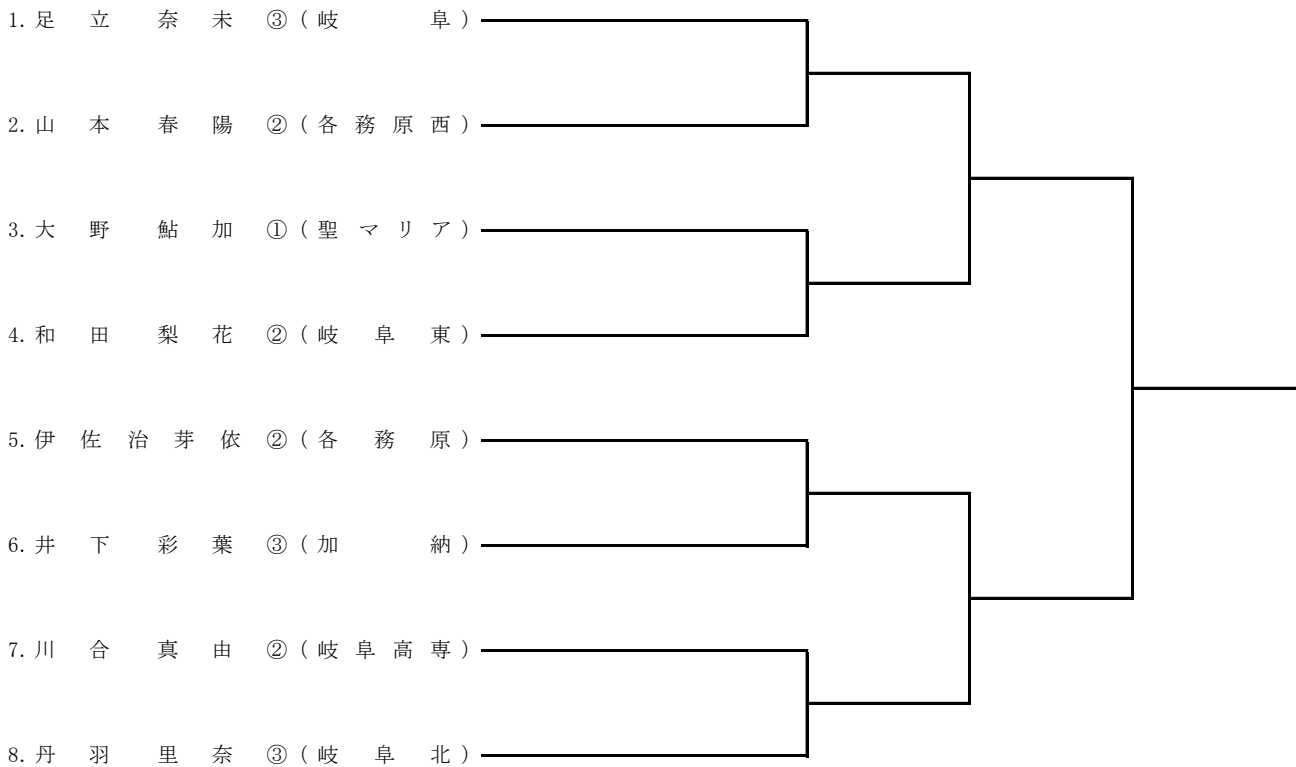 1. 足立 奈未 ③(岐阜)
2. 山本 春陽 ②(各務原西)
3. 大野 鮎加 ①(聖マリア)
4. 和田 梨花 ②(岐阜東)
5. 伊佐治芽依 ②(各務原)
6. 井下彩葉 ③(加納)
7. 川合 真由 ②(岐阜高専)
8. 丹羽 里奈 ③(岐阜北)